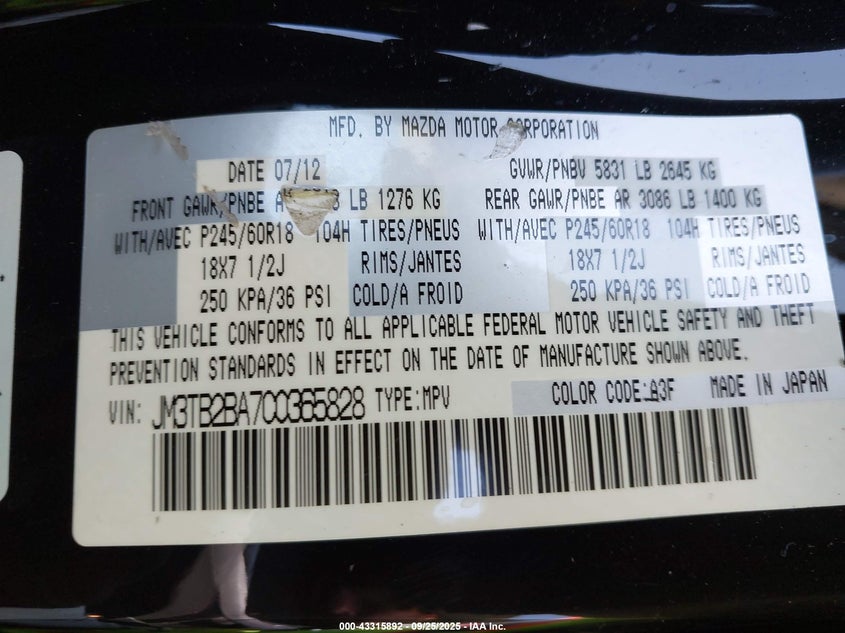 MFD. BY MAZDA MOTOR CORPORATION
DATE 07/12 GVWR/PNBV 5831 LB 2645 KG
FRONT GAWR/PNBE LB 1276 KG REAR GAWR/PNBE AR 3086 LB 1400 KG
WITH/AVEC P245/60R18 104H TIRES/PNEUS WITH/AVEC P245/60R18 104H TIRES/PNEUS
18X7 1/2J RIMS/JANTES 18X7 1/2J RIMS/JANTES
250 KPA/36 PSI COLD/A FROID 250 KPA/36 PSI COLD/A FROID
THIS VEHICLE CONFORMS TO ALL APPLICABLE FEDERAL MOTOR VEHICLE SAFETY AND THEFT
PREVENTION STANDARDS IN EFFECT ON THE DATE OF MANUFACTURE SHOWN ABOVE.
VIN: JM3TB2BA7C0365828 TYPE:MPV COLOR CODE:A3F MADE IN JAPAN
000-43315892 - 09/25/2025 - IAA Inc.